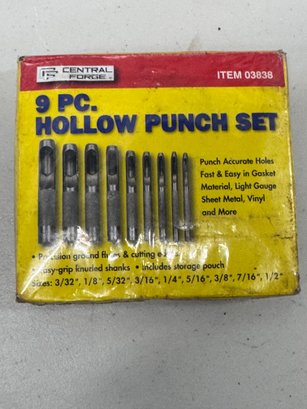 CENTRAL FORGE
ITEM 03838
9 PC.
HOLLOW PUNCH SET
Punch Accurate Holes
Fast & Easy in Gasket
Material, Light Gauge
Sheet Metal, Vinyl
and More
• Precision ground & cutting
Easy-grip knurled shanks • Includes storage pouch
Sizes: 3/32", 1/8", 5/32", 3/16", 1/4", 5/16", 3/8", 7/16", 1/2"